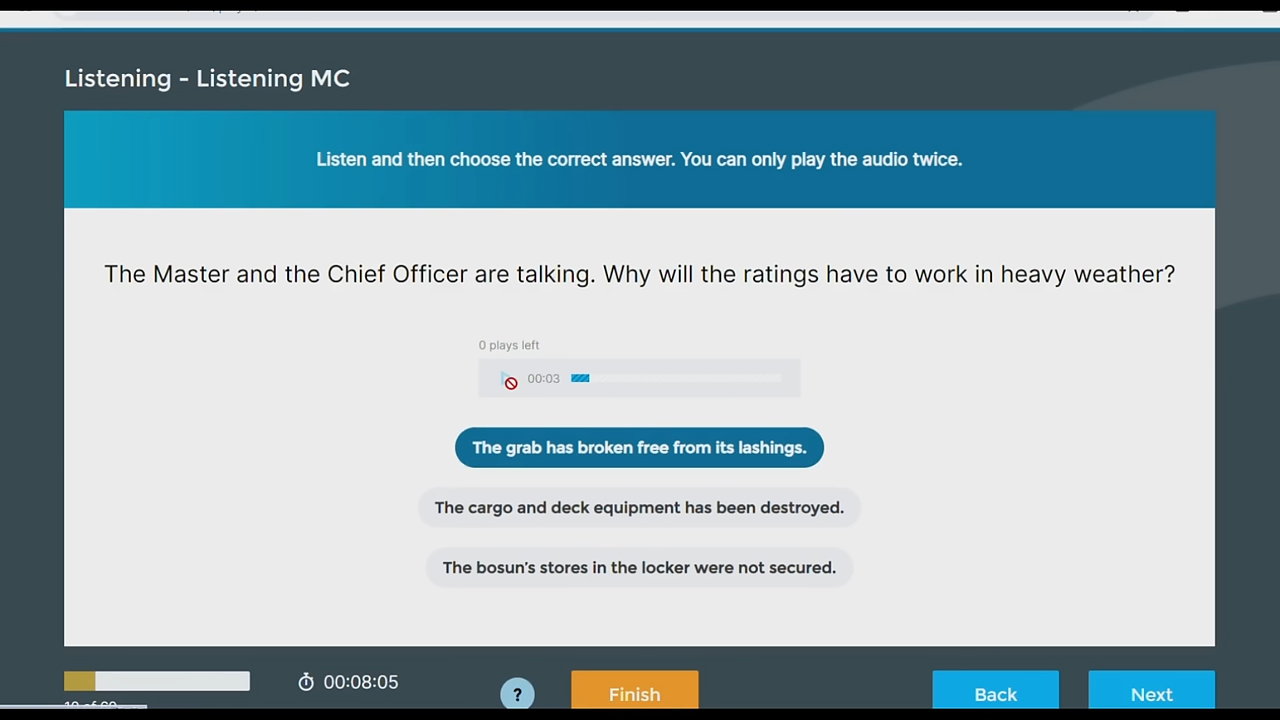 Listening - Listening MC
Listen and then choose the correct answer. You can only play the audio twice.
The Master and the Chief Officer are talking. Why will the ratings have to work in heavy weather?
0 plays left
00:03
The grab has broken free from its lashings.
The cargo and deck equipment has been destroyed.
The bosun’s stores in the locker were not secured.
00:08:05
?
Finish
Back
Next